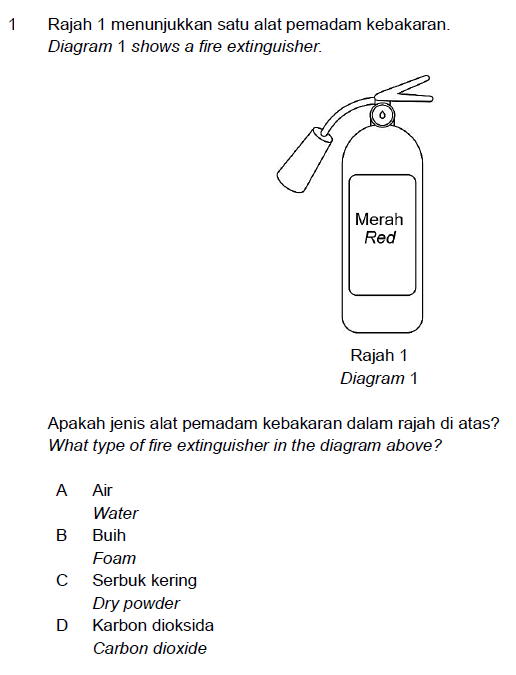 1 Rajah 1 menunjukkan satu alat pemadam kebakaran.
Diagram 1 shows a fire extinguisher.
Merah
Red
Rajah 1
Diagram 1
Apakah jenis alat pemadam kebakaran dalam rajah di atas?
What type of fire extinguisher in the diagram above?
A Air
Water
B Buih
Foam
C Serbuk kering
Dry powder
D Karbon dioksida
Carbon dioxide